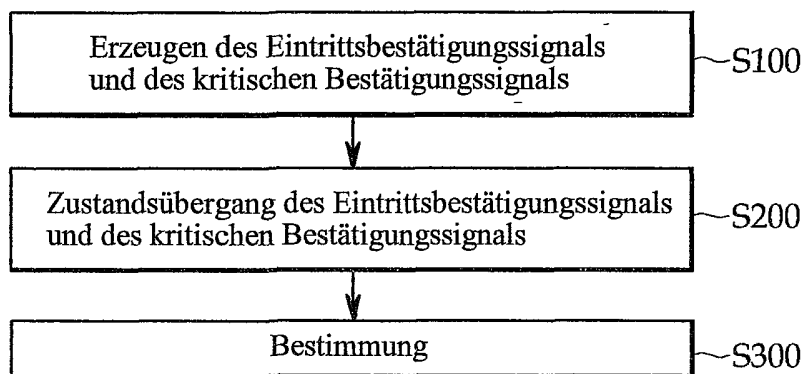 Erzeugen des Eintrittsbestätigungssignals
und des kritischen Bestätigungssignals
S100
Zustandsübergang des Eintrittsbestätigungssignals
und des kritischen Bestätigungssignals
S200
Bestimmung
S300